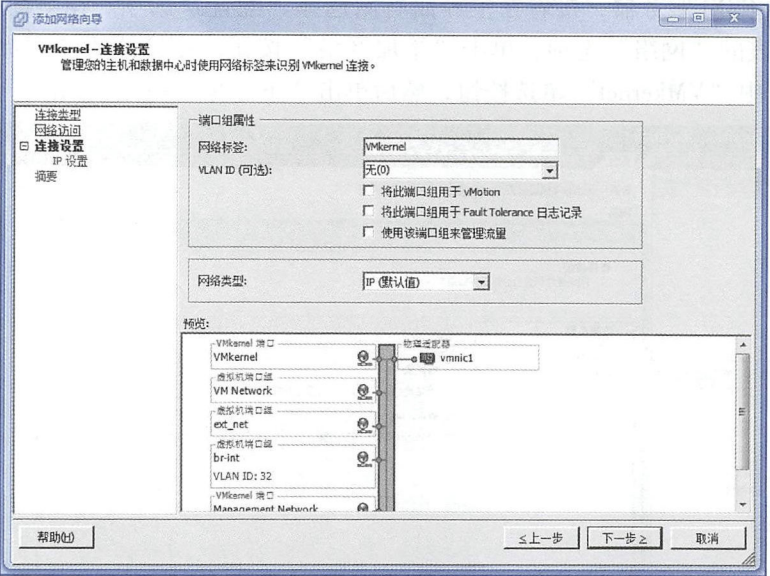 添加网络向导
VMkernel – 连接设置
管理您的主机和数据中心时使用网络标签来识别 VMkernel 连接。
连接类型
网络访问
连接设置
IP 设置
摘要
端口组属性
网络标签: VMkernel
VLAN ID (可选): 无(0)
将此端口组用于 vMotion
将此端口组用于 Fault Tolerance 日志记录
使用该端口组来管理流量
网络类型: IP (默认值)
预览:
VMkernel 端口
VMkernel
物理适配器
vmnic1
虚拟机端口组
VM Network
虚拟机端口组
ext_net
虚拟机端口组
br-int
VLAN ID: 32
VMkernel 端口
Management Network
帮助(H)
≤上一步
下一步 ≥
取消